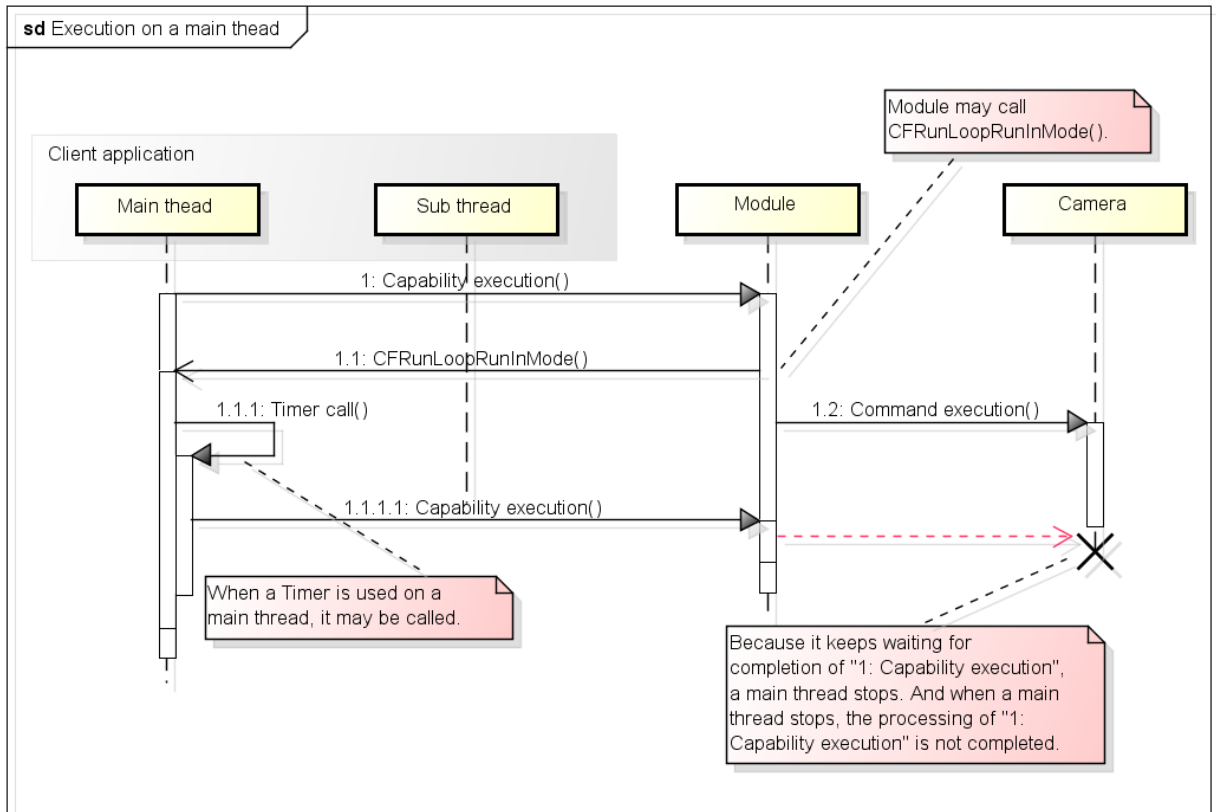 sd Execution on a main thead
Module may call
CFRunLoopRunInMode().
Client application
Main thead
Sub thread
Module
Camera
1: Capability execution()
1.1: CFRunLoopRunInMode()
1.1.1: Timer call()
1.2: Command execution()
1.1.1.1: Capability execution()
When a Timer is used on a
main thread, it may be called.
Because it keeps waiting for
completion of "1: Capability execution",
a main thread stops. And when a main
thread stops, the processing of "1:
Capability execution" is not completed.